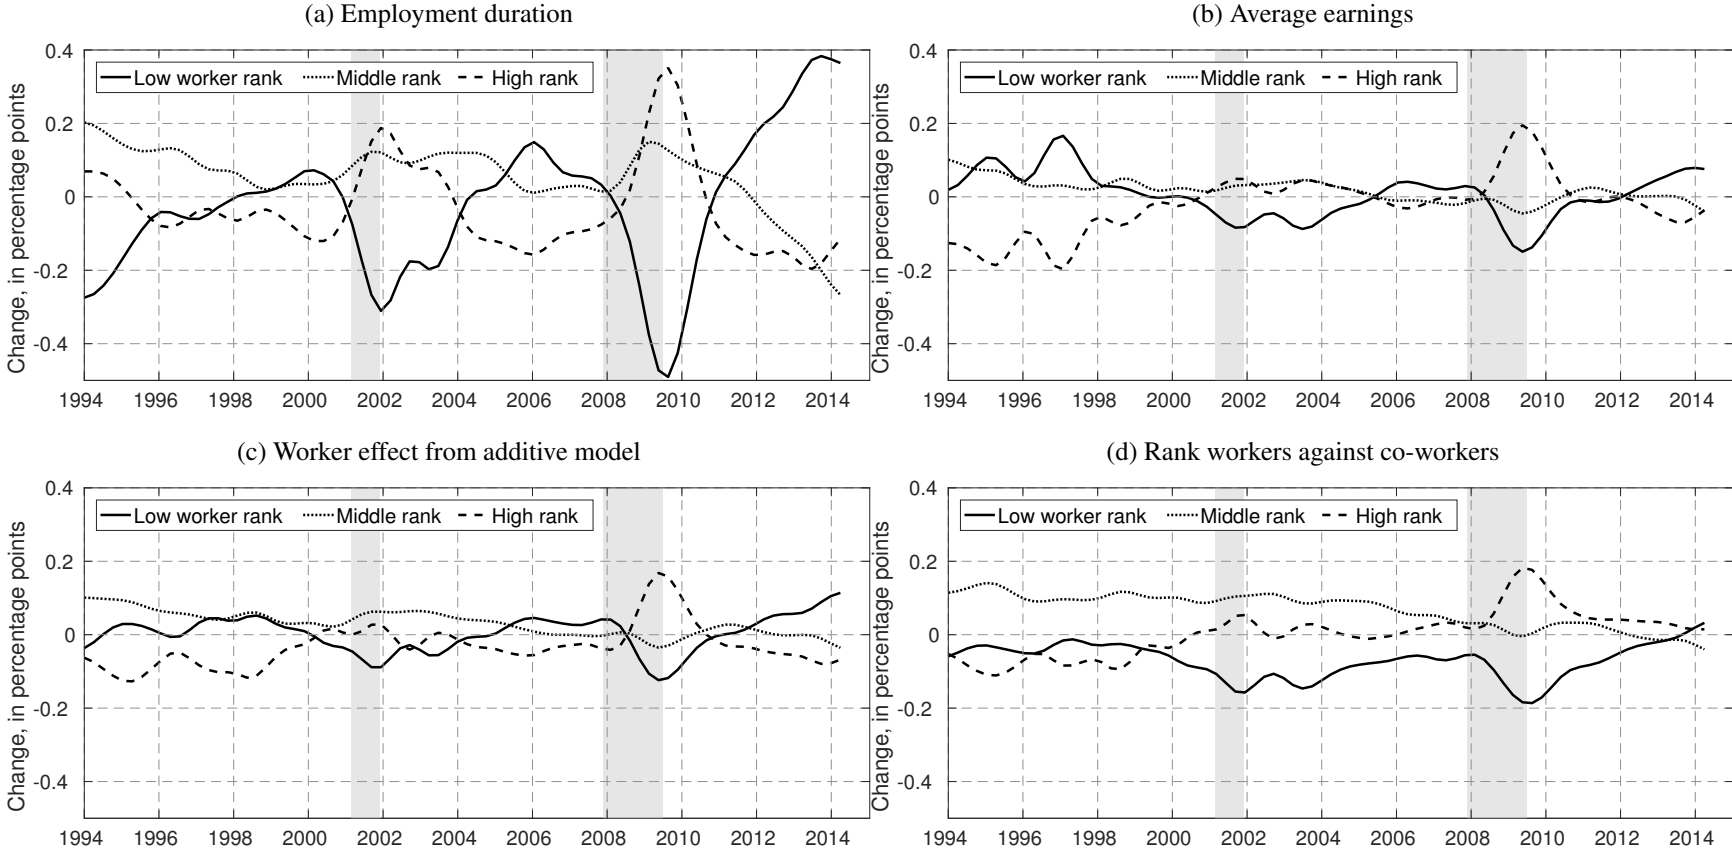 (a) Employment duration
Change, in percentage points
0.4
0.2
0
-0.2
-0.4
Low worker rank Middle rank High rank
1994 1996 1998 2000 2002 2004 2006 2008 2010 2012 2014
(b) Average earnings
Change, in percentage points
0.4
0.2
0
-0.2
-0.4
Low worker rank Middle rank High rank
1994 1996 1998 2000 2002 2004 2006 2008 2010 2012 2014
(c) Worker effect from additive model
Change, in percentage points
0.4
0.2
0
-0.2
-0.4
Low worker rank Middle rank High rank
1994 1996 1998 2000 2002 2004 2006 2008 2010 2012 2014
(d) Rank workers against co-workers
Change, in percentage points
0.4
0.2
0
-0.2
-0.4
Low worker rank Middle rank High rank
1994 1996 1998 2000 2002 2004 2006 2008 2010 2012 2014